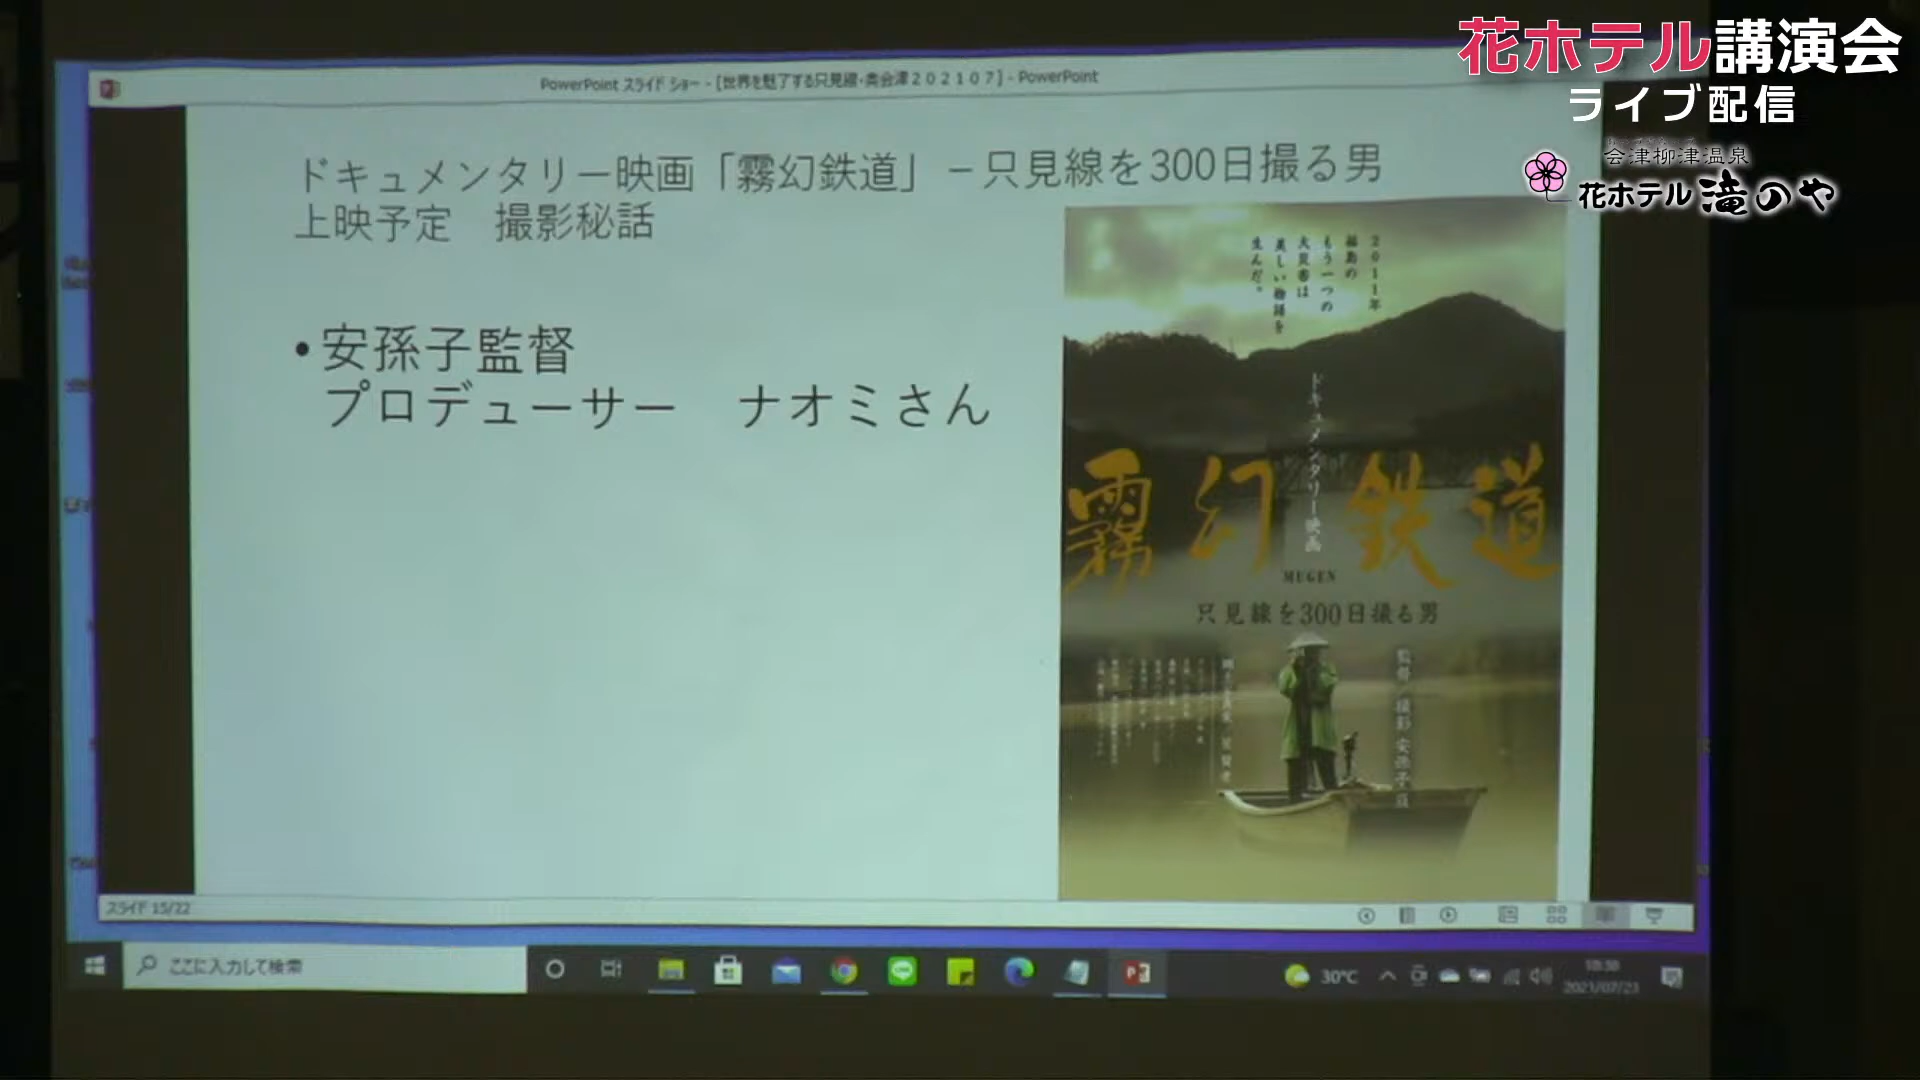 花ホテル講演会
ライブ配信
会津柳津温泉
花ホテル 滝のや
PowerPoint スライド ショー - [世界を魅了する只見線・奥会津202107] - PowerPoint
ドキュメンタリー映画「霧幻鉄道」－只見線を300日撮る男
上映予定　撮影秘話
•安孫子監督
プロデューサー　ナオミさん
2011年
福島の
もう一つの
大災害は
美しい物語を
生んだ。
ドキュメンタリー映画
霧幻鉄道
MUGEN
只見線を300日撮る男
監督／撮影 安孫子亘
スライド 15/22
ここに入力して検索
30℃
2021/07/23